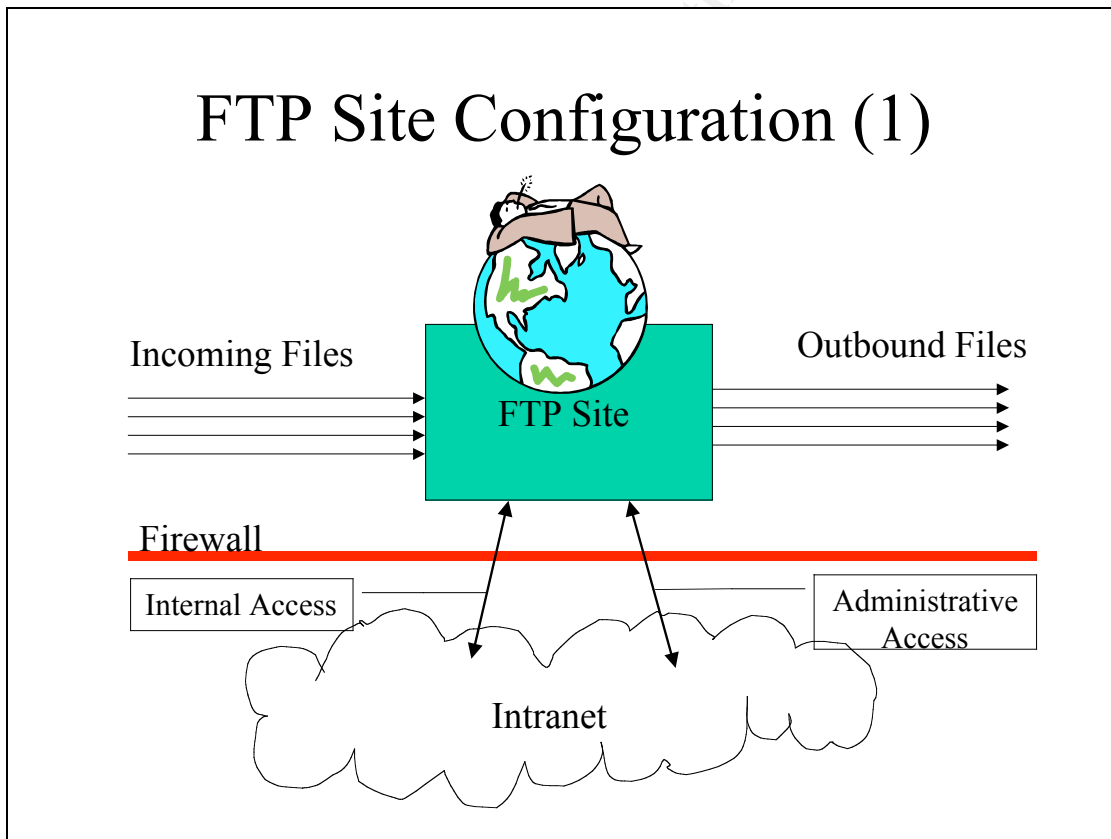 FTP Site Configuration (1)
Incoming Files
Outbound Files
FTP Site
Firewall
Internal Access
Administrative
Access
Intranet